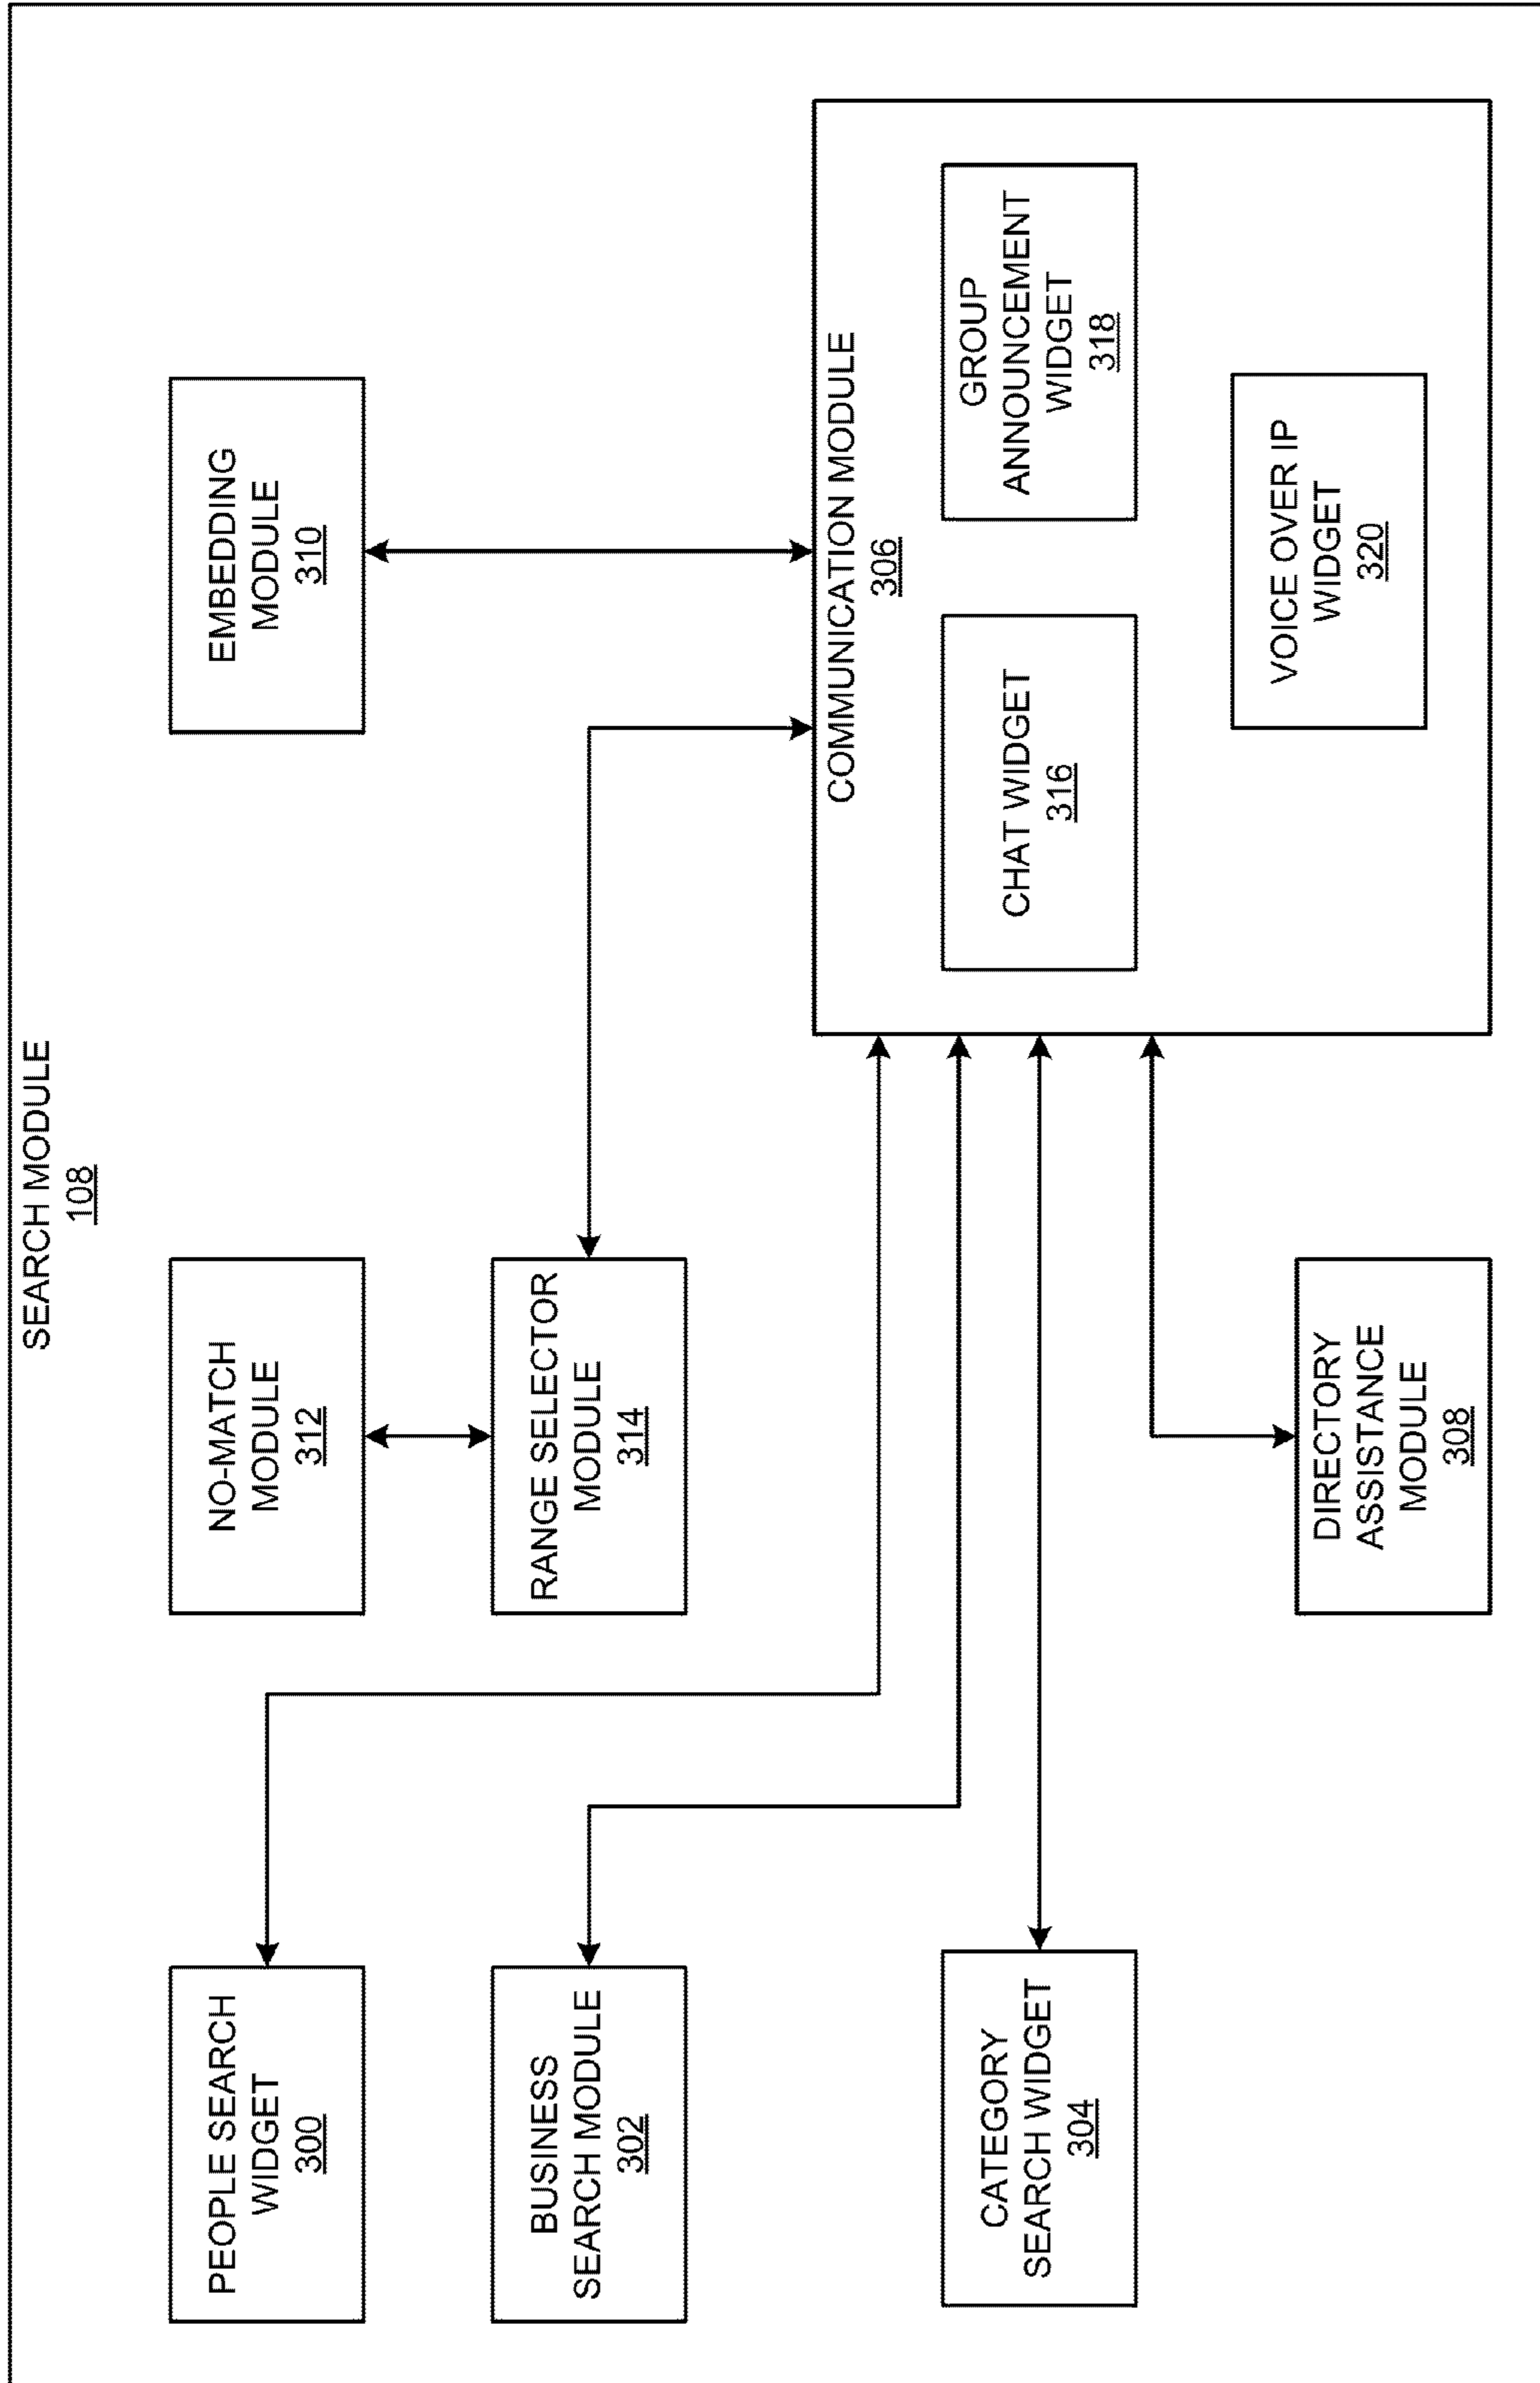 SEARCH MODULE
108
PEOPLE SEARCH
WIDGET
300
NO-MATCH
MODULE
312
EMBEDDING
MODULE
310
BUSINESS
SEARCH MODULE
302
RANGE SELECTOR
MODULE
314
COMMUNICATION MODULE
306
CATEGORY
SEARCH WIDGET
304
CHAT WIDGET
316
GROUP
ANNOUNCEMENT
WIDGET
318
DIRECTORY
ASSISTANCE
MODULE
308
VOICE OVER IP
WIDGET
320